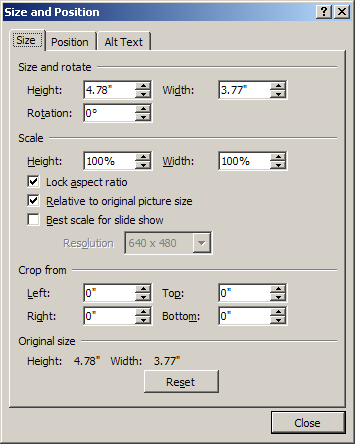 Size and Position
Size Position Alt Text
Size and rotate
Height: 4.78" Width: 3.77"
Rotation: 0°
Scale
Height: 100% Width: 100%
Lock aspect ratio
Relative to original picture size
Best scale for slide show
Resolution 640 x 480
Crop from
Left: 0" Top: 0"
Right: 0" Bottom: 0"
Original size
Height: 4.78" Width: 3.77"
Reset
Close